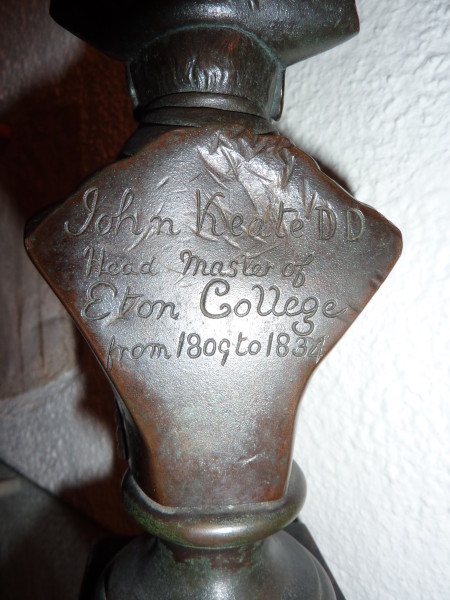 John Keate DD
Head Master of
Eton College
from 1809 to 1834